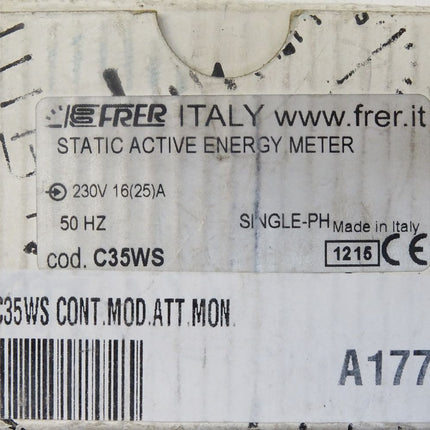 FRER ITALY www.frer.it
STATIC ACTIVE ENERGY METER
230V 16(25)A
50 HZ SINGLE-PH Made in Italy
cod. C35WS 1215 CE
C35WS CONT.MOD.ATT.MON.
A177